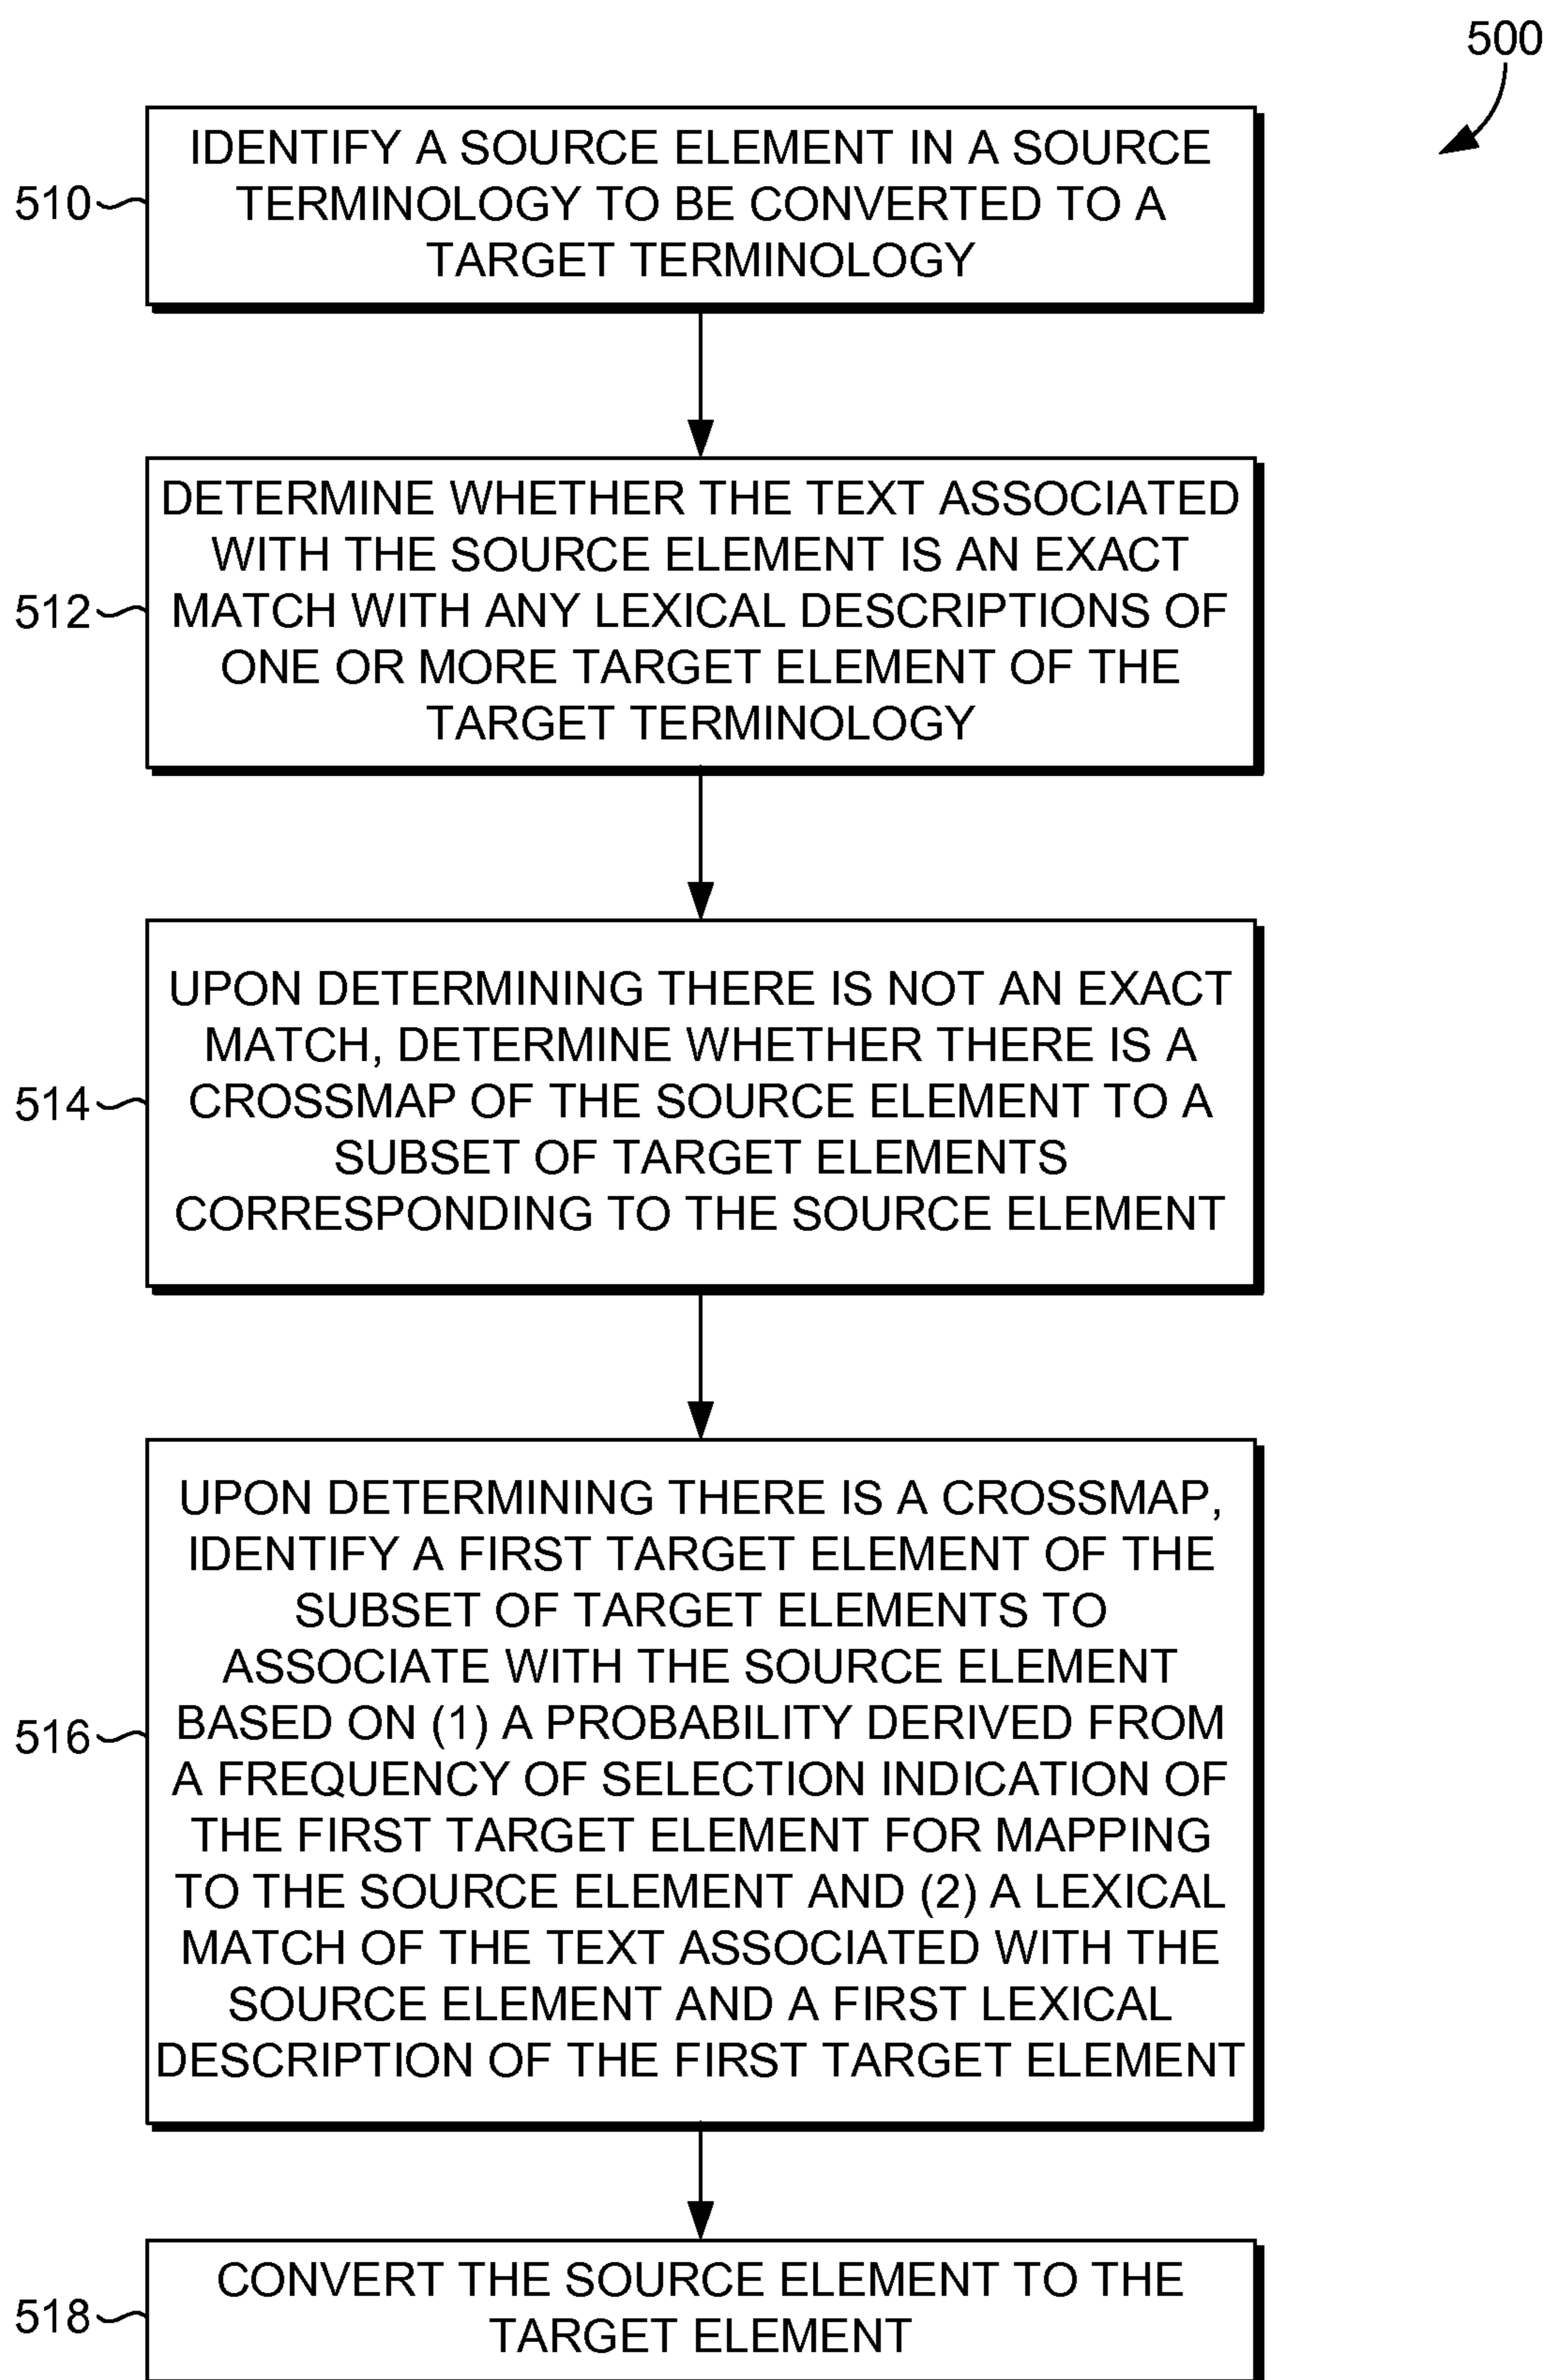 500
510
IDENTIFY A SOURCE ELEMENT IN A SOURCE
TERMINOLOGY TO BE CONVERTED TO A
TARGET TERMINOLOGY
512
DETERMINE WHETHER THE TEXT ASSOCIATED
WITH THE SOURCE ELEMENT IS AN EXACT
MATCH WITH ANY LEXICAL DESCRIPTIONS OF
ONE OR MORE TARGET ELEMENT OF THE
TARGET TERMINOLOGY
514
UPON DETERMINING THERE IS NOT AN EXACT
MATCH, DETERMINE WHETHER THERE IS A
CROSSMAP OF THE SOURCE ELEMENT TO A
SUBSET OF TARGET ELEMENTS
CORRESPONDING TO THE SOURCE ELEMENT
516
UPON DETERMINING THERE IS A CROSSMAP,
IDENTIFY A FIRST TARGET ELEMENT OF THE
SUBSET OF TARGET ELEMENTS TO
ASSOCIATE WITH THE SOURCE ELEMENT
BASED ON (1) A PROBABILITY DERIVED FROM
A FREQUENCY OF SELECTION INDICATION OF
THE FIRST TARGET ELEMENT FOR MAPPING
TO THE SOURCE ELEMENT AND (2) A LEXICAL
MATCH OF THE TEXT ASSOCIATED WITH THE
SOURCE ELEMENT AND A FIRST LEXICAL
DESCRIPTION OF THE FIRST TARGET ELEMENT
518
CONVERT THE SOURCE ELEMENT TO THE
TARGET ELEMENT